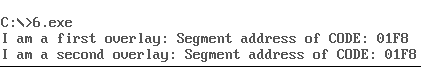 C:\>6.exe
I am a first overlay: Segment address of CODE: 01F8
I am a second overlay: Segment address of CODE: 01F8